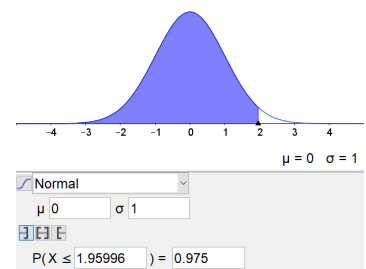 -4 -3 -2 -1 0 1 2 3 4
μ = 0 σ = 1
Normal
μ 0 σ 1
P( X ≤ 1.95996 ) = 0.975